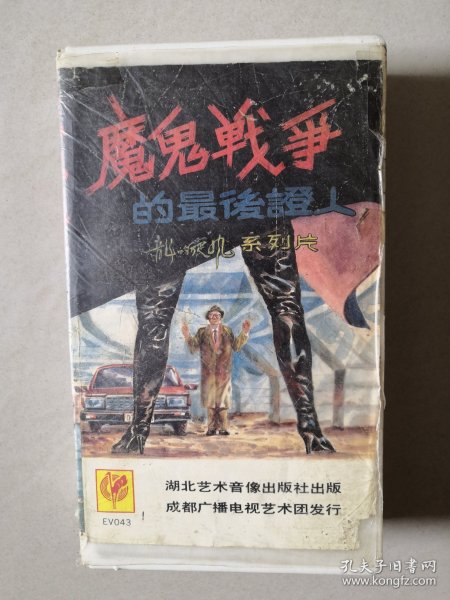 魔鬼戦爭
的最後證人
系列片
湖北艺术音像出版社出版
成都广播电视艺术团发行
EV043
孔夫子旧书网
www.kongfz.com